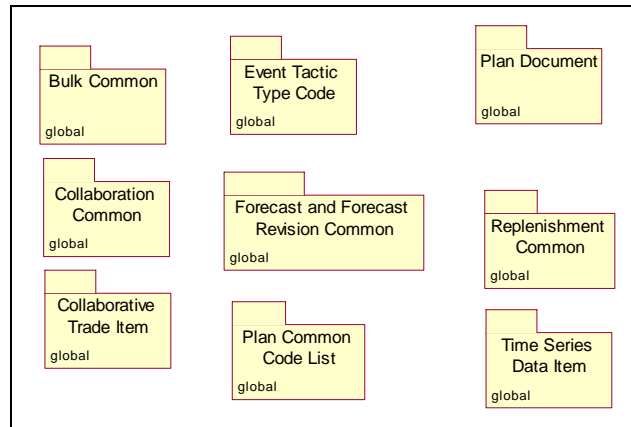 Bulk Common
global
Event Tactic
Type Code
global
Plan Document
global
Collaboration
Common
global
Forecast and Forecast
Revision Common
global
Replenishment
Common
global
Collaborative
Trade Item
global
Plan Common
Code List
global
Time Series
Data Item
global